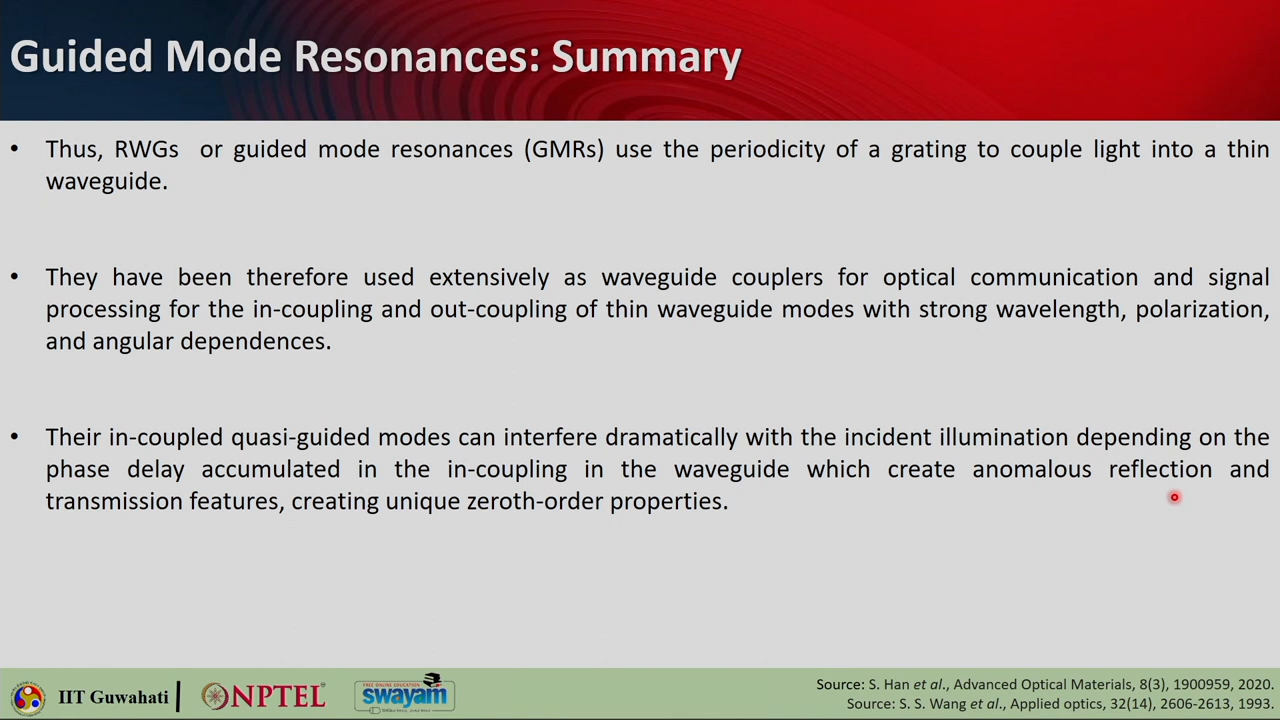 Guided Mode Resonances: Summary
• Thus, RWGs or guided mode resonances (GMRs) use the periodicity of a grating to couple light into a thin
waveguide.
• They have been therefore used extensively as waveguide couplers for optical communication and signal
processing for the in-coupling and out-coupling of thin waveguide modes with strong wavelength, polarization,
and angular dependences.
• Their in-coupled quasi-guided modes can interfere dramatically with the incident illumination depending on the
phase delay accumulated in the in-coupling in the waveguide which create anomalous reflection and
transmission features, creating unique zeroth-order properties.
IIT Guwahati
NPTEL
FREE ONLINE EDUCATION
swayam
Source: S. Han et al., Advanced Optical Materials, 8(3), 1900959, 2020.
Source: S. S. Wang et al., Applied optics, 32(14), 2606-2613, 1993.